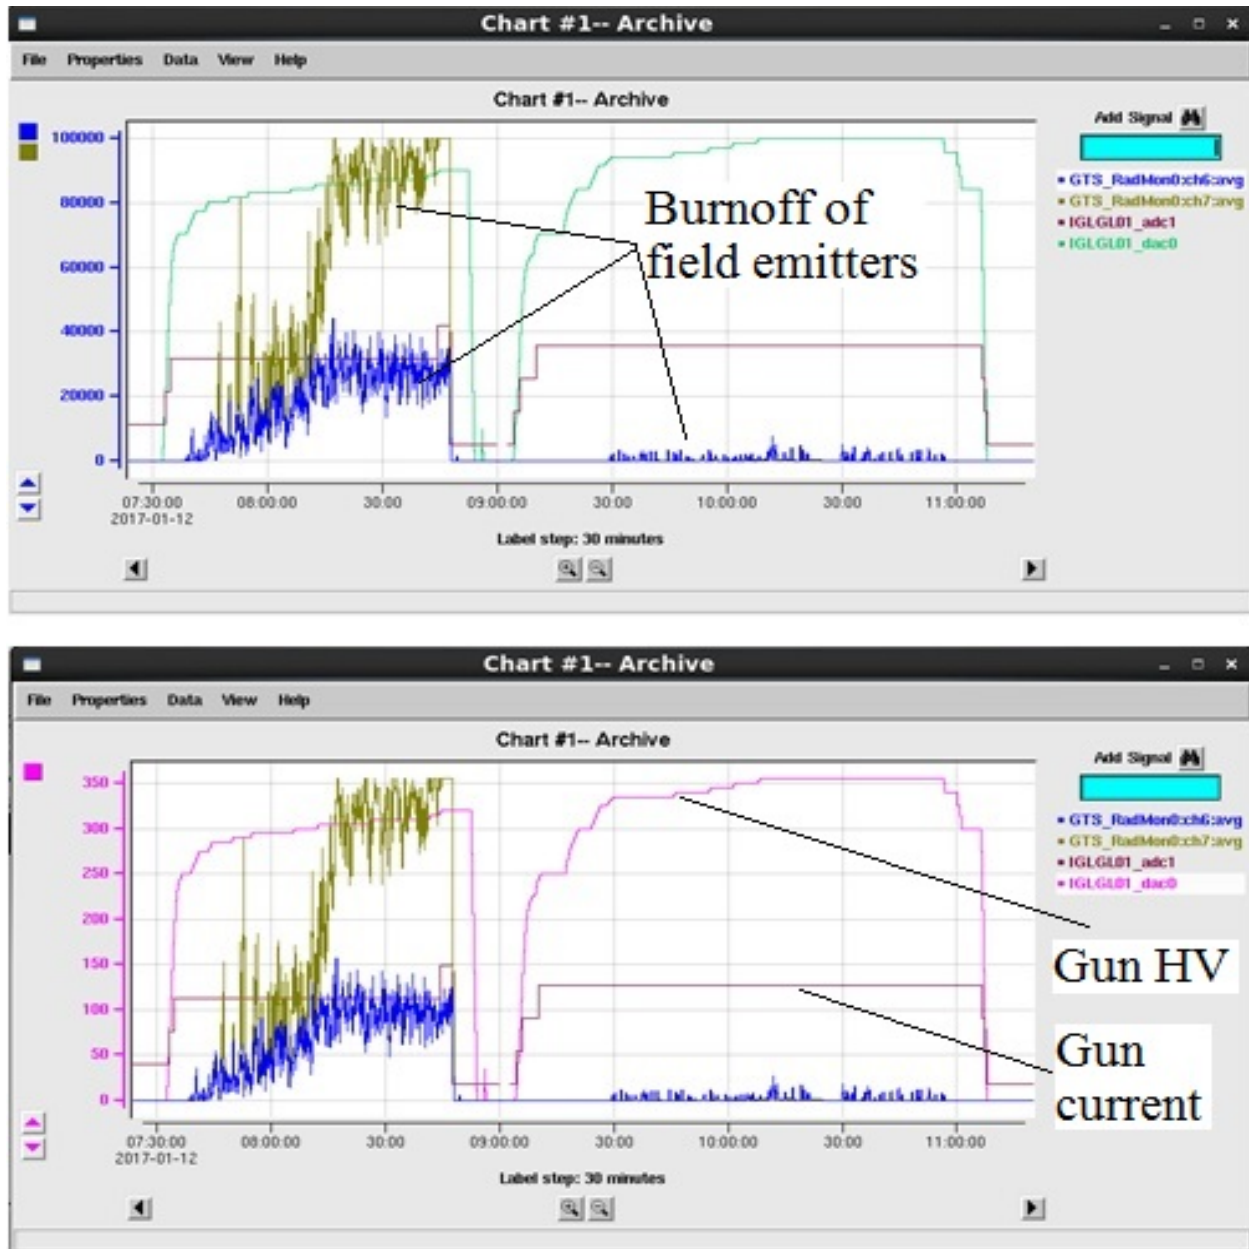 Chart #1-- Archive
File Properties Data View Help
Chart #1-- Archive
Add Signal
100000
80000
60000
40000
20000
0
GTS_RadMon0:ch6:avg
GTS_RadMon0:ch7:avg
IGLGL01_adc1
IGLGL01_dac0
Burnoff of
field emitters
07:30:00 08:00:00 30:00 09:00:00 30:00 10:00:00 30:00 11:00:00
2017-01-12
Label step: 30 minutes
Chart #1-- Archive
File Properties Data View Help
Chart #1-- Archive
Add Signal
350
300
250
200
150
100
50
0
GTS_RadMon0:ch6:avg
GTS_RadMon0:ch7:avg
IGLGL01_adc1
IGLGL01_dac0
Gun HV
Gun
current
07:30:00 08:00:00 30:00 09:00:00 30:00 10:00:00 30:00 11:00:00
2017-01-12
Label step: 30 minutes